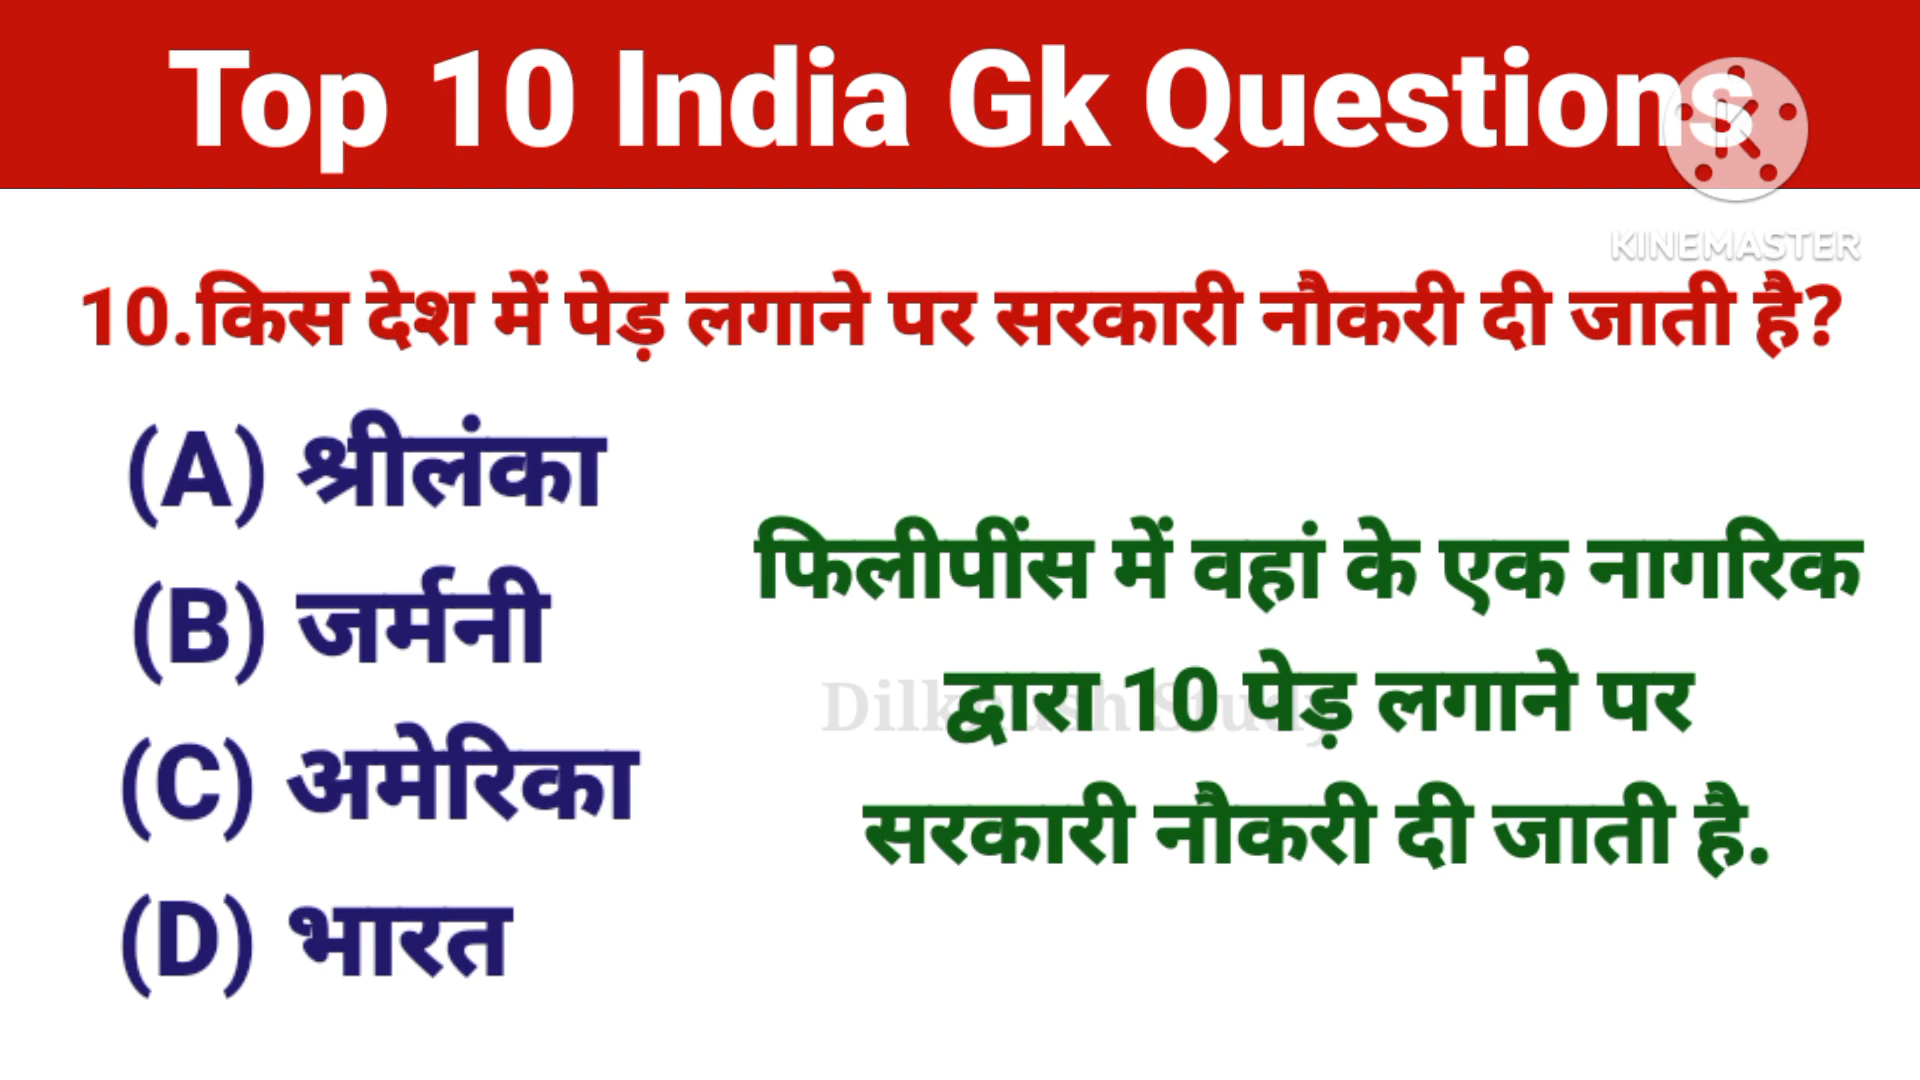 Top 10 India Gk Questions
KINEMASTER
10.किस देश में पेड़ लगाने पर सरकारी नौकरी दी जाती है?
(A) श्रीलंका
(B) जर्मनी
(C) अमेरिका
(D) भारत
फिलीपींस में वहां के एक नागरिक
द्वारा 10 पेड़ लगाने पर
सरकारी नौकरी दी जाती है.
Study